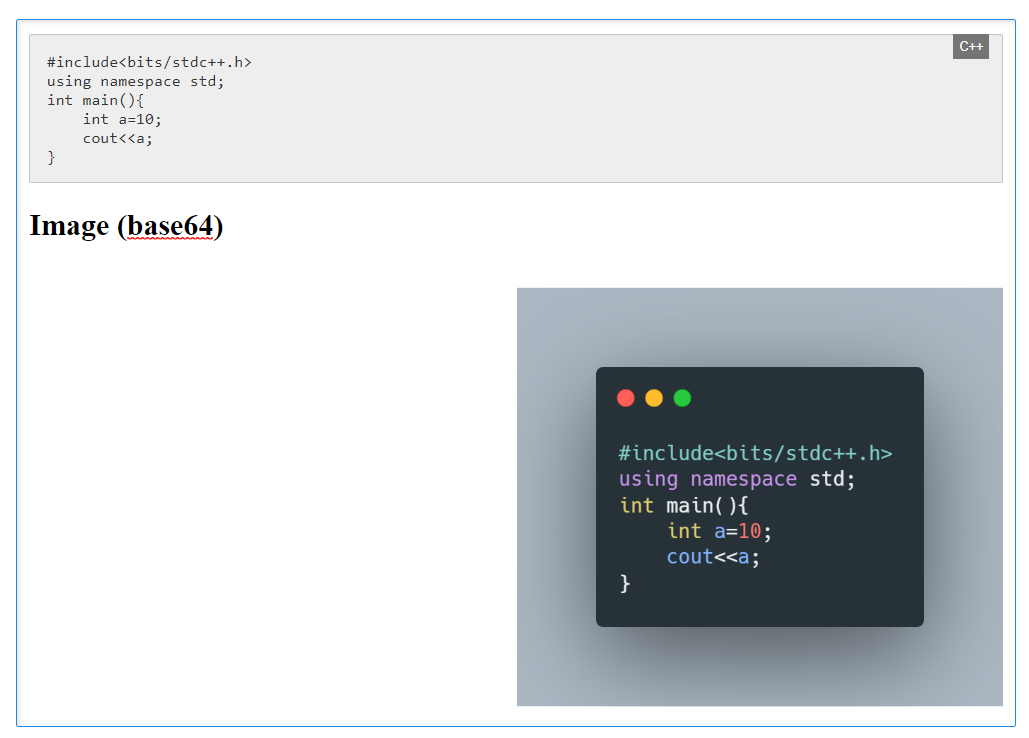 C++
#include<bits/stdc++.h>
using namespace std;
int main(){
    int a=10;
    cout<<a;
}
Image (base64)
#include<bits/stdc++.h>
using namespace std;
int main(){
    int a=10;
    cout<<a;
}